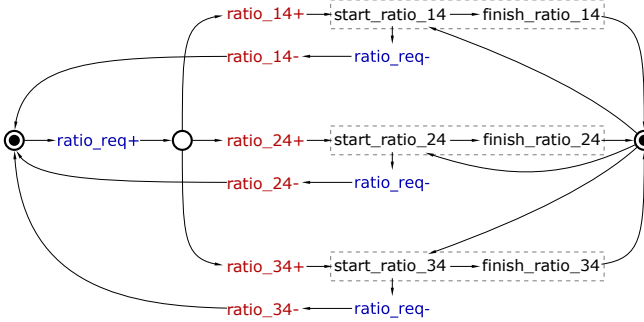 ratio_14+ start_ratio_14 finish_ratio_14
ratio_14- ratio_req-
ratio_req+ ratio_24+ start_ratio_24 finish_ratio_24
ratio_24- ratio_req-
ratio_34+ start_ratio_34 finish_ratio_34
ratio_34- ratio_req-